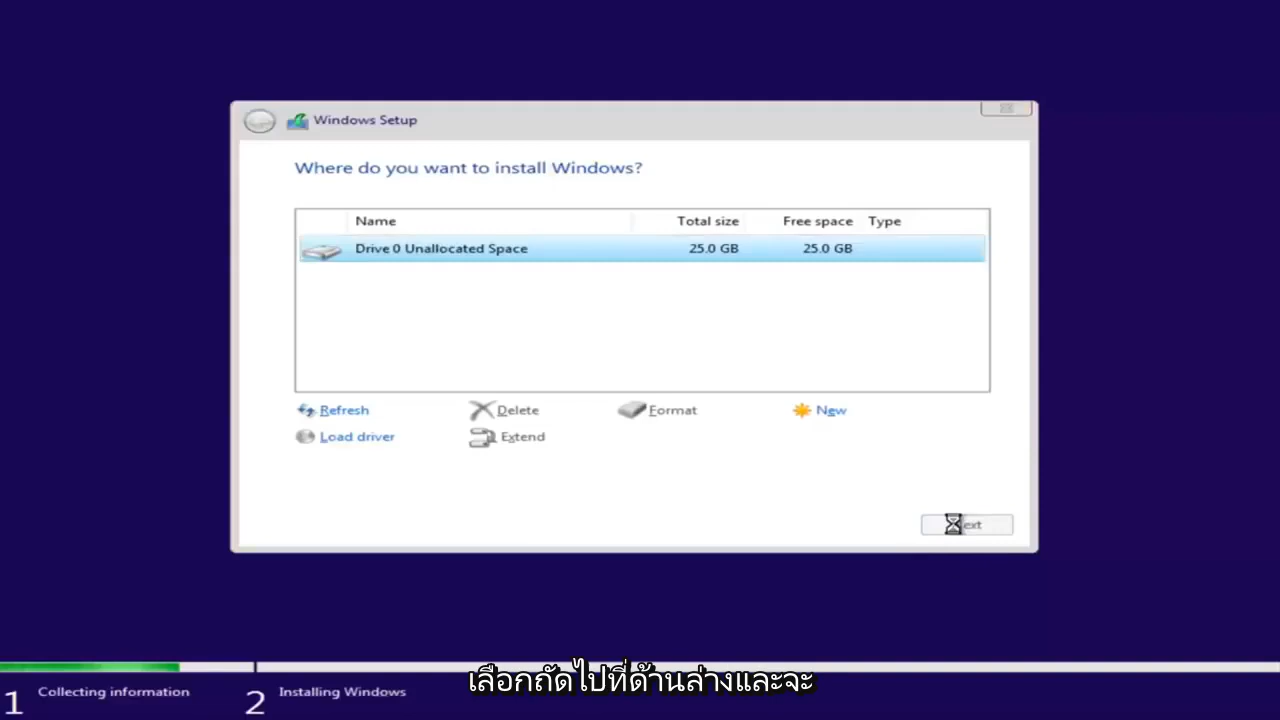 Windows Setup
Where do you want to install Windows?
Name Total size Free space Type
Drive 0 Unallocated Space 25.0 GB 25.0 GB
Refresh Delete Format New
Load driver Extend
ext
เลือกถัดไปที่ด้านล่างและจะ
1 Collecting information 2 Installing Windows